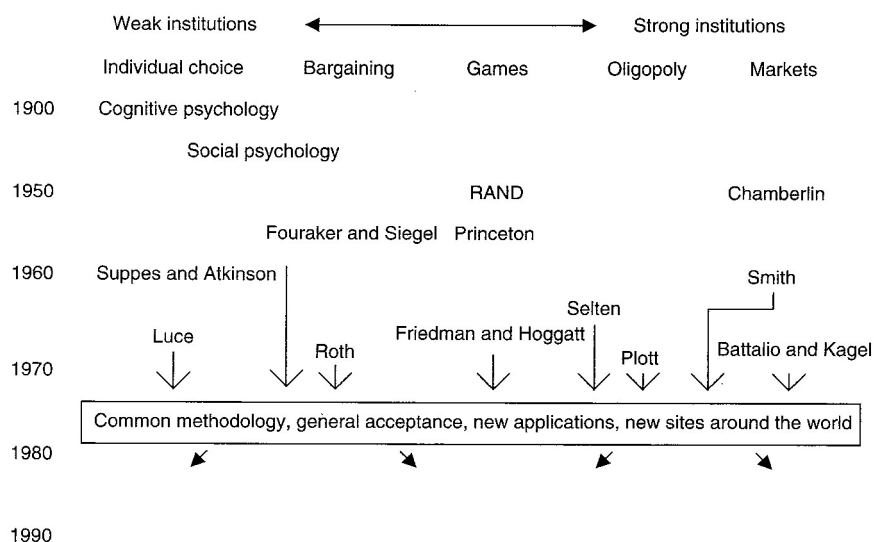 Weak institutions Strong institutions
Individual choice Bargaining Games Oligopoly Markets
1900 Cognitive psychology
Social psychology
1950 RAND Chamberlin
Fouraker and Siegel Princeton
1960 Suppes and Atkinson Smith
Selten
Luce Friedman and Hoggatt
Roth Plott Battalio and Kagel
1970
Common methodology, general acceptance, new applications, new sites around the world
1980
1990